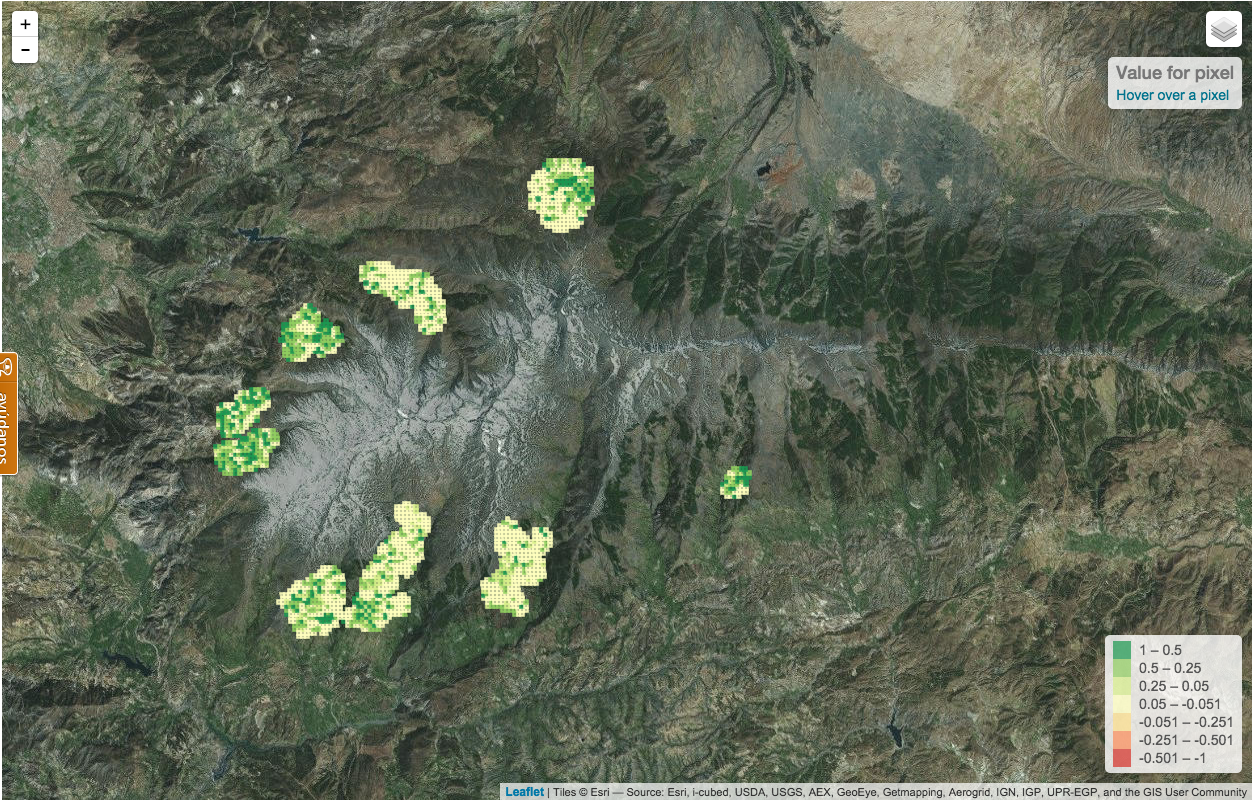 +
-
Value for pixel
Hover over a pixel
ayúdanos
1 – 0.5
0.5 – 0.25
0.25 – 0.05
0.05 – -0.051
-0.051 – -0.251
-0.251 – -0.501
-0.501 – -1
Leaflet | Tiles © Esri — Source: Esri, i-cubed, USDA, USGS, AEX, GeoEye, Getmapping, Aerogrid, IGN, IGP, UPR-EGP, and the GIS User Community